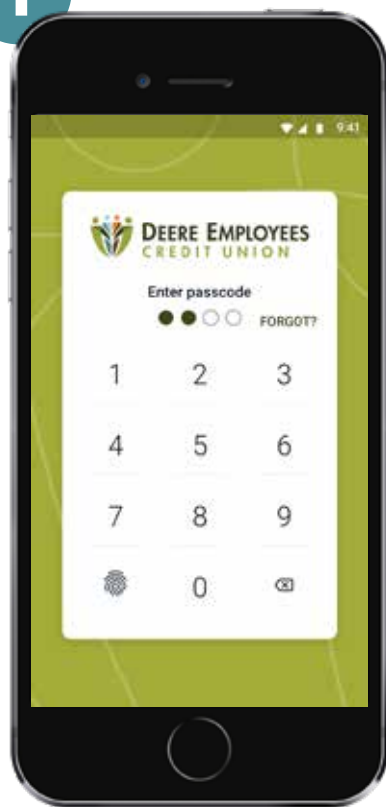 9:41
DEERE EMPLOYEES
CREDIT UNION
Enter passcode
FORGOT?
1 2 3
4 5 6
7 8 9
0